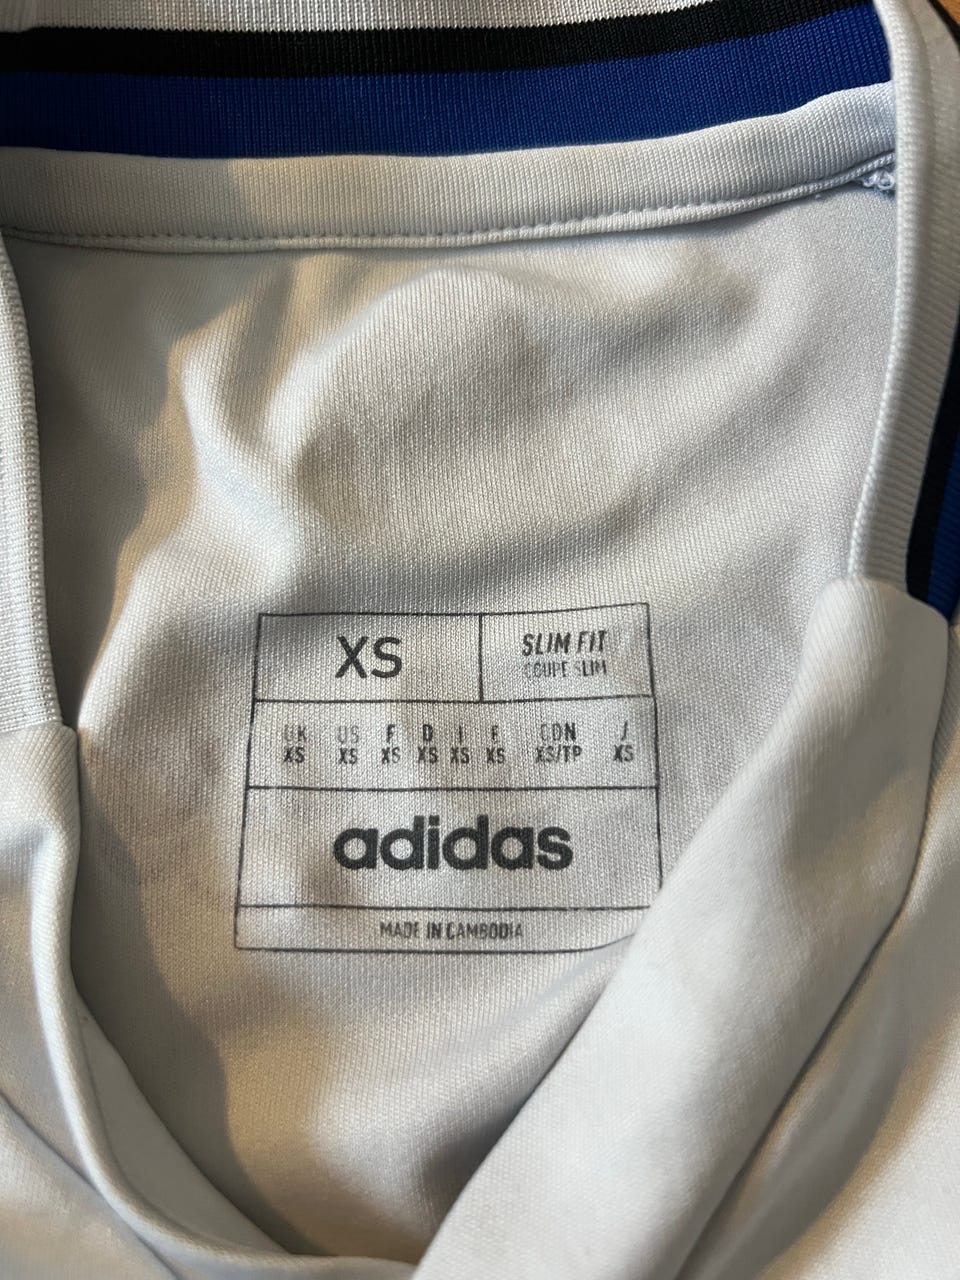 XS
SLIM FIT
COUPE SLIM
UK US F D I E CDN J
XS XS XS XS XS XS XS/TP XS
adidas
MADE IN CAMBODIA